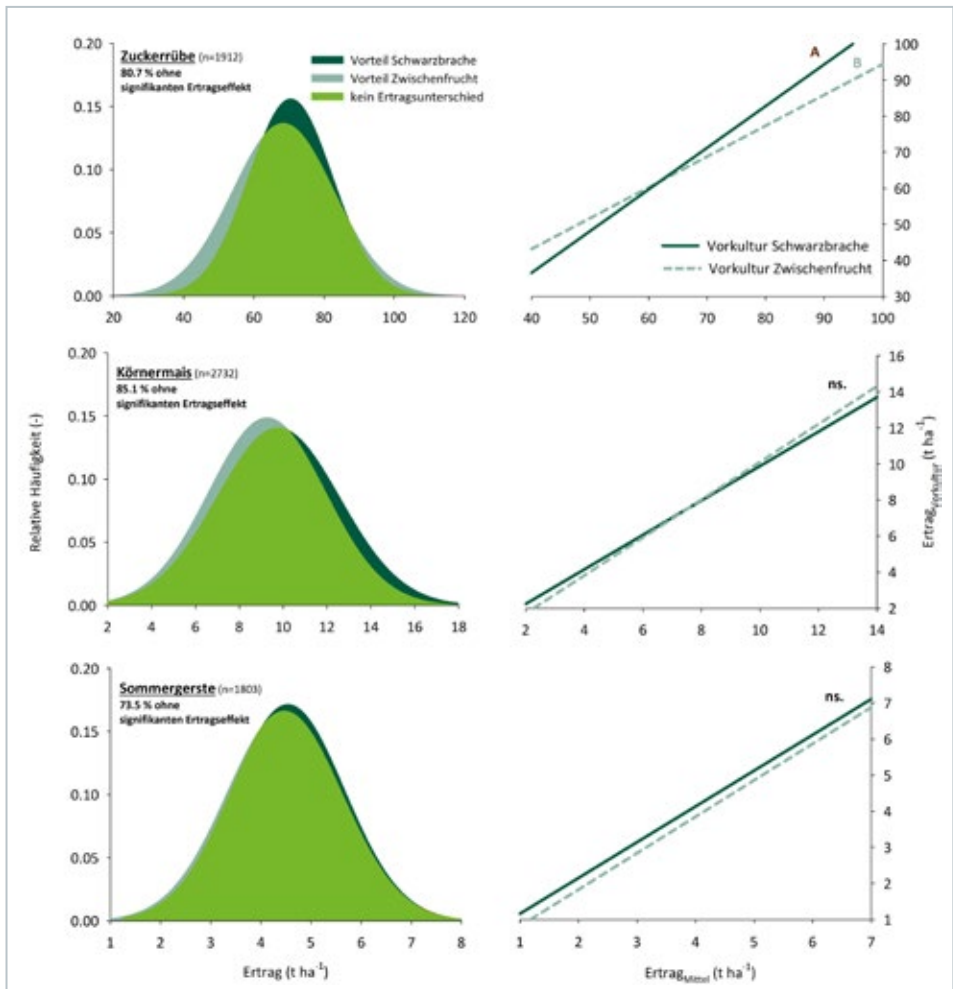 Zuckerrübe (n=1912)
80.7 % ohne
signifikanten Ertragseffekt
Vorteil Schwarzbrache
Vorteil Zwischenfrucht
kein Ertragsunterschied
0.20
0.15
0.10
0.05
0.00
20 40 60 80 100 120
A
B
Vorkultur Schwarzbrache
Vorkultur Zwischenfrucht
100
90
80
70
60
50
40
30
40 50 60 70 80 90 100
Körnermais (n=2732)
85.1 % ohne
signifikanten Ertragseffekt
0.20
0.15
0.10
0.05
0.00
2 4 6 8 10 12 14 16 18
Relative Häufigkeit (-)
ns.
16
14
12
10
8
6
4
2
2 4 6 8 10 12 14
Ertrag Vorkultur (t ha-1)
Sommergerste (n=1803)
73.5 % ohne
signifikanten Ertragseffekt
0.20
0.15
0.10
0.05
0.00
1 2 3 4 5 6 7 8
Ertrag (t ha-1)
ns.
8
7
6
5
4
3
2
1
1 2 3 4 5 6 7
Ertrag Mittel (t ha-1)